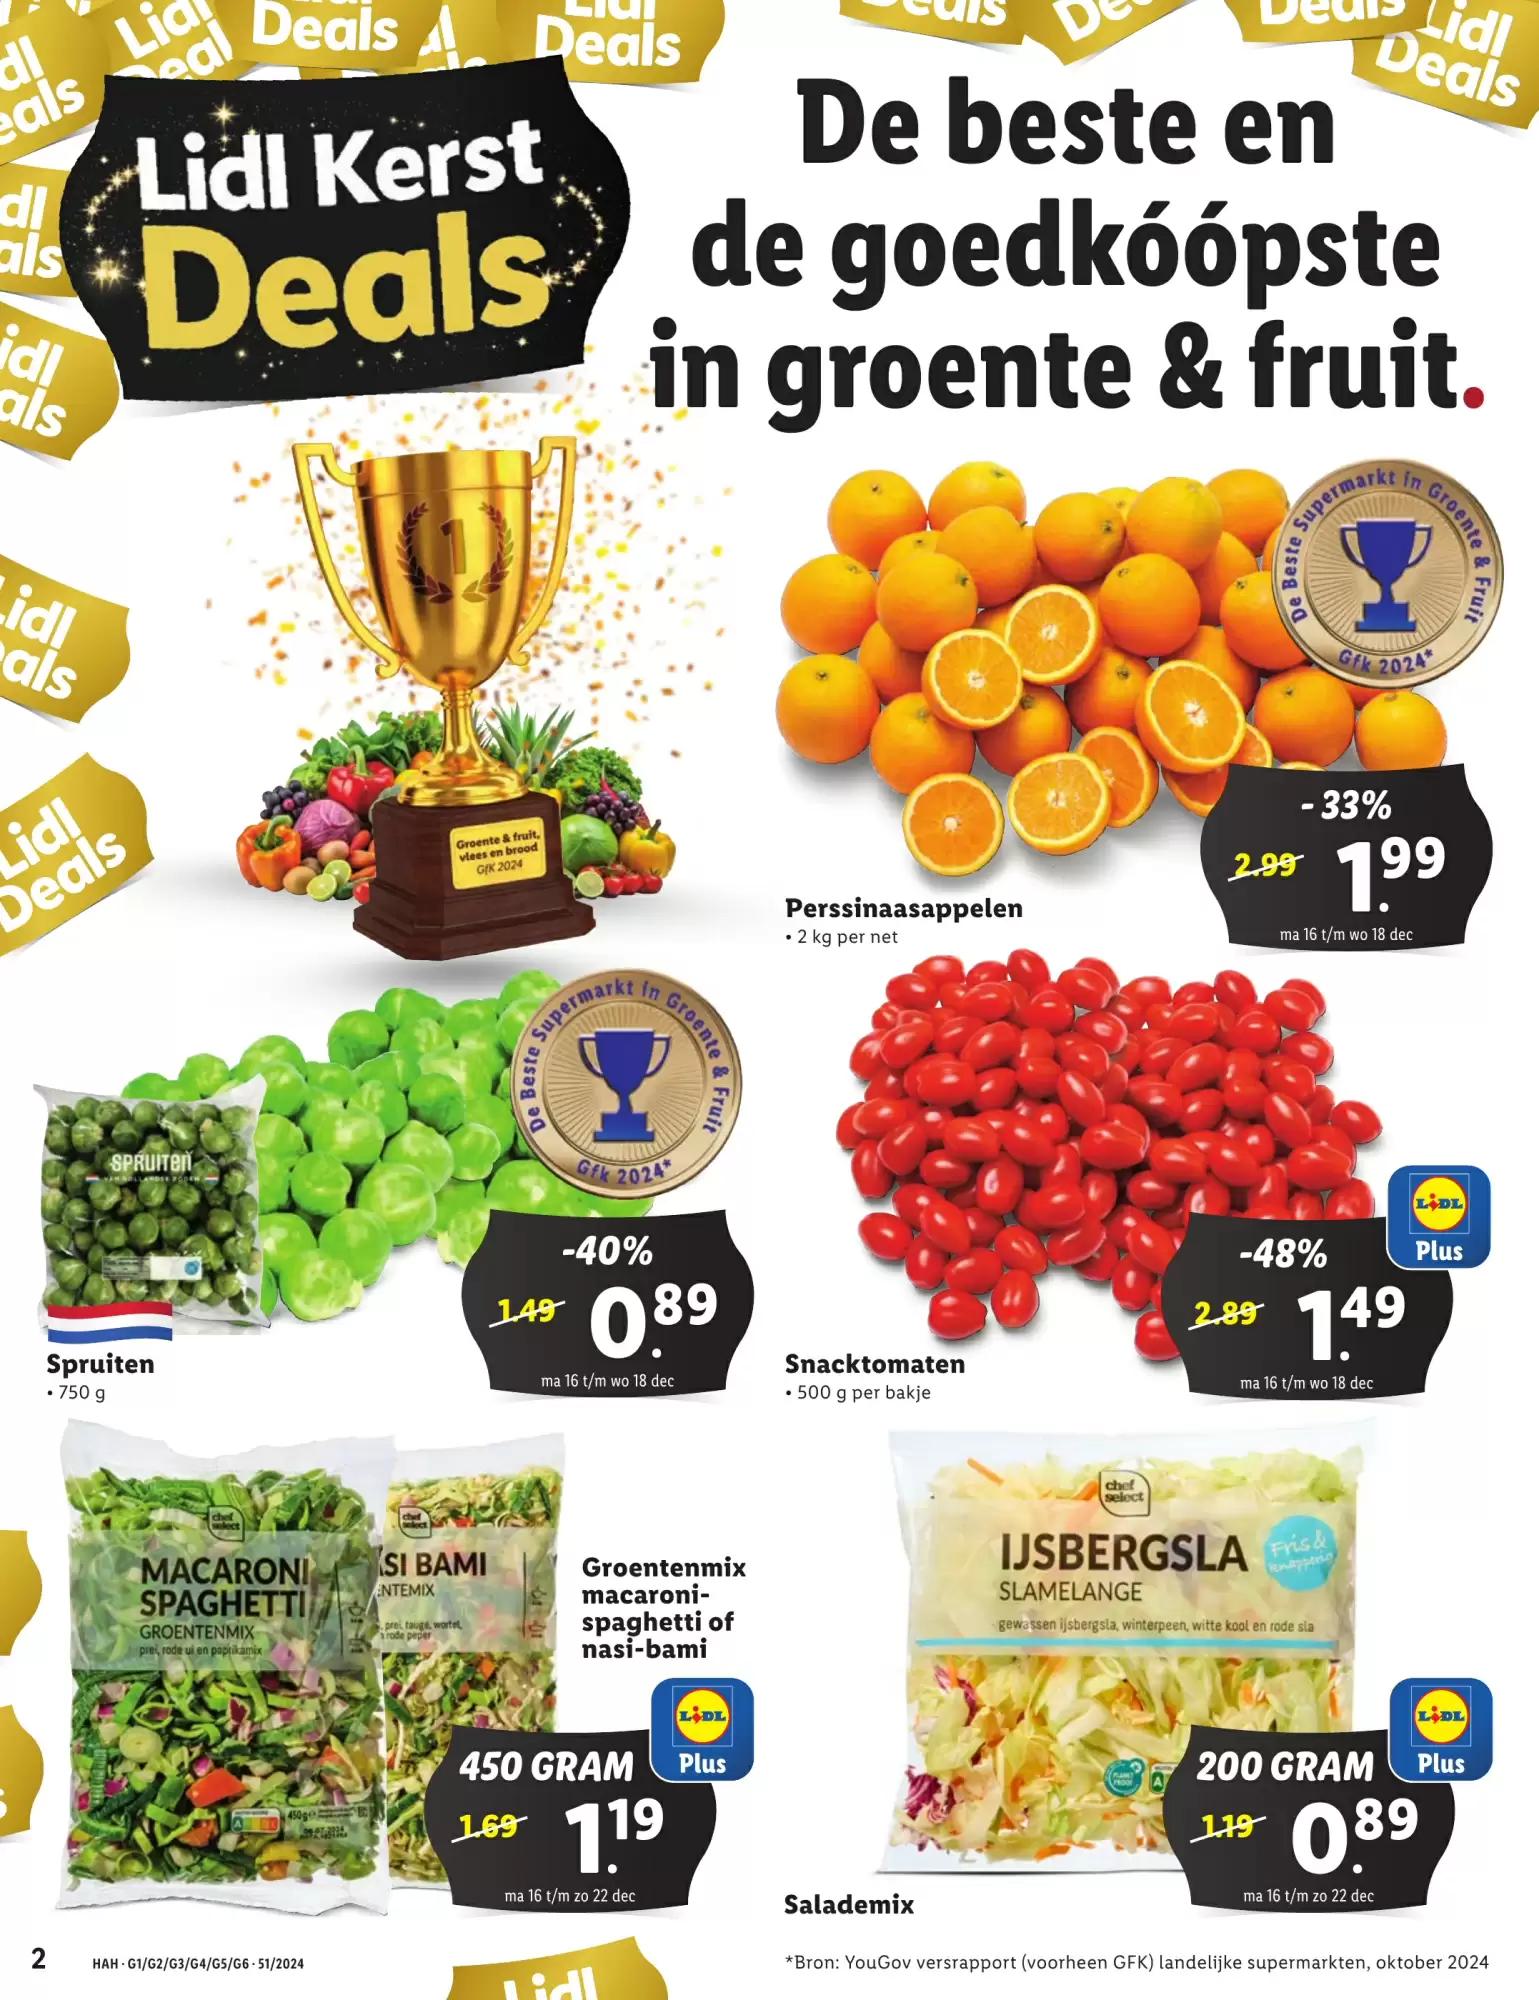 Lidl Kerst
Deals
De beste en
de goedkóópste
in groente & fruit.
Lidl
Deals
Groente & fruit,
vlees en brood
GfK 2024
De Beste Supermarkt in Groente & Fruit
Gfk 2024*
Perssinaasappelen
• 2 kg per net
- 33%
2.99
1.99
ma 16 t/m wo 18 dec
De Beste Supermarkt in Groente & Fruit
Gfk 2024*
SPRUITEN
VAN HOLLANDSE BODEM
Spruiten
• 750 g
-40%
1.49
0.89
ma 16 t/m wo 18 dec
Snacktomaten
• 500 g per bakje
LIDL
Plus
-48%
2.89
1.49
ma 16 t/m wo 18 dec
chef
select
MACARONI
SPAGHETTI
GROENTENMIX
prei, rode ui en paprikamix
450g
chef
select
SI BAMI
ENTEMIX
prei, taugé, wortel,
rode peper
Groentenmix
macaroni-
spaghetti of
nasi-bami
LIDL
Plus
450 GRAM
1.69
1.19
ma 16 t/m zo 22 dec
chef
select
IJSBERGSLA
SLAMELANGE
gewassen ijsbergsla, winterpeen, witte kool en rode sla
Fris &
knapperig
PLANET
PROOF
A
Salademix
LIDL
Plus
200 GRAM
1.19
0.89
ma 16 t/m zo 22 dec
2
HAH · G1/G2/G3/G4/G5/G6 · 51/2024
*Bron: YouGov versrapport (voorheen GFK) landelijke supermarkten, oktober 2024